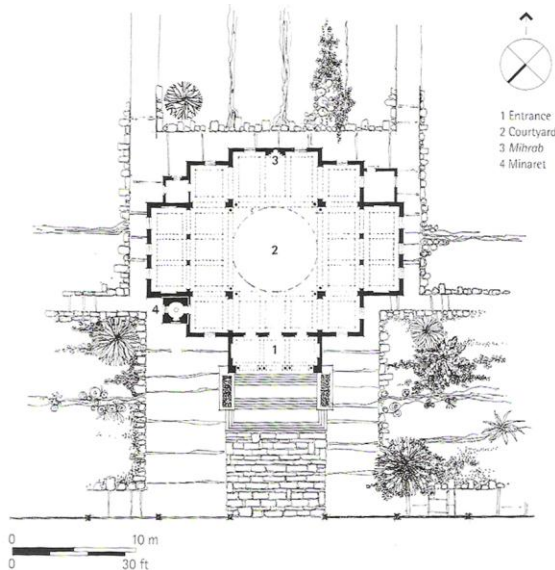 1 Entrance
2 Courtyard
3 Mihrab
4 Minaret
3
2
4
1
0 10 m
0 30 ft